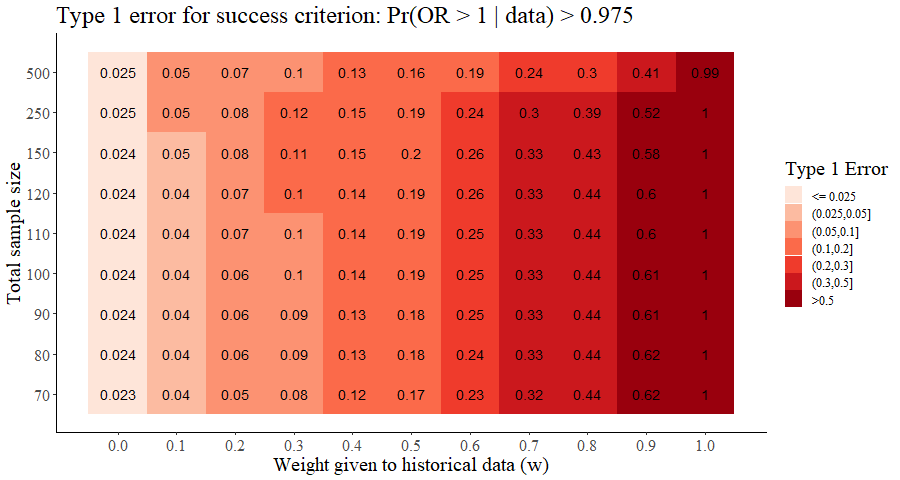 Type 1 error for success criterion: Pr(OR > 1 | data) > 0.975
500 0.025 0.05 0.07 0.1 0.13 0.16 0.19 0.24 0.3 0.41 0.99
250 0.025 0.05 0.08 0.12 0.15 0.19 0.24 0.3 0.39 0.52 1
150 0.024 0.05 0.08 0.11 0.15 0.2 0.26 0.33 0.43 0.58 1
120 0.024 0.04 0.07 0.1 0.14 0.19 0.26 0.33 0.44 0.6 1
110 0.024 0.04 0.07 0.1 0.14 0.19 0.25 0.33 0.44 0.6 1
100 0.024 0.04 0.06 0.1 0.14 0.19 0.25 0.33 0.44 0.61 1
90 0.024 0.04 0.06 0.09 0.13 0.18 0.25 0.33 0.44 0.61 1
80 0.024 0.04 0.06 0.09 0.13 0.18 0.24 0.33 0.44 0.62 1
70 0.023 0.04 0.05 0.08 0.12 0.17 0.23 0.32 0.44 0.62 1
0.0 0.1 0.2 0.3 0.4 0.5 0.6 0.7 0.8 0.9 1.0
Weight given to historical data (w)
Total sample size
Type 1 Error
<= 0.025
(0.025,0.05]
(0.05,0.1]
(0.1,0.2]
(0.2,0.3]
(0.3,0.5]
>0.5